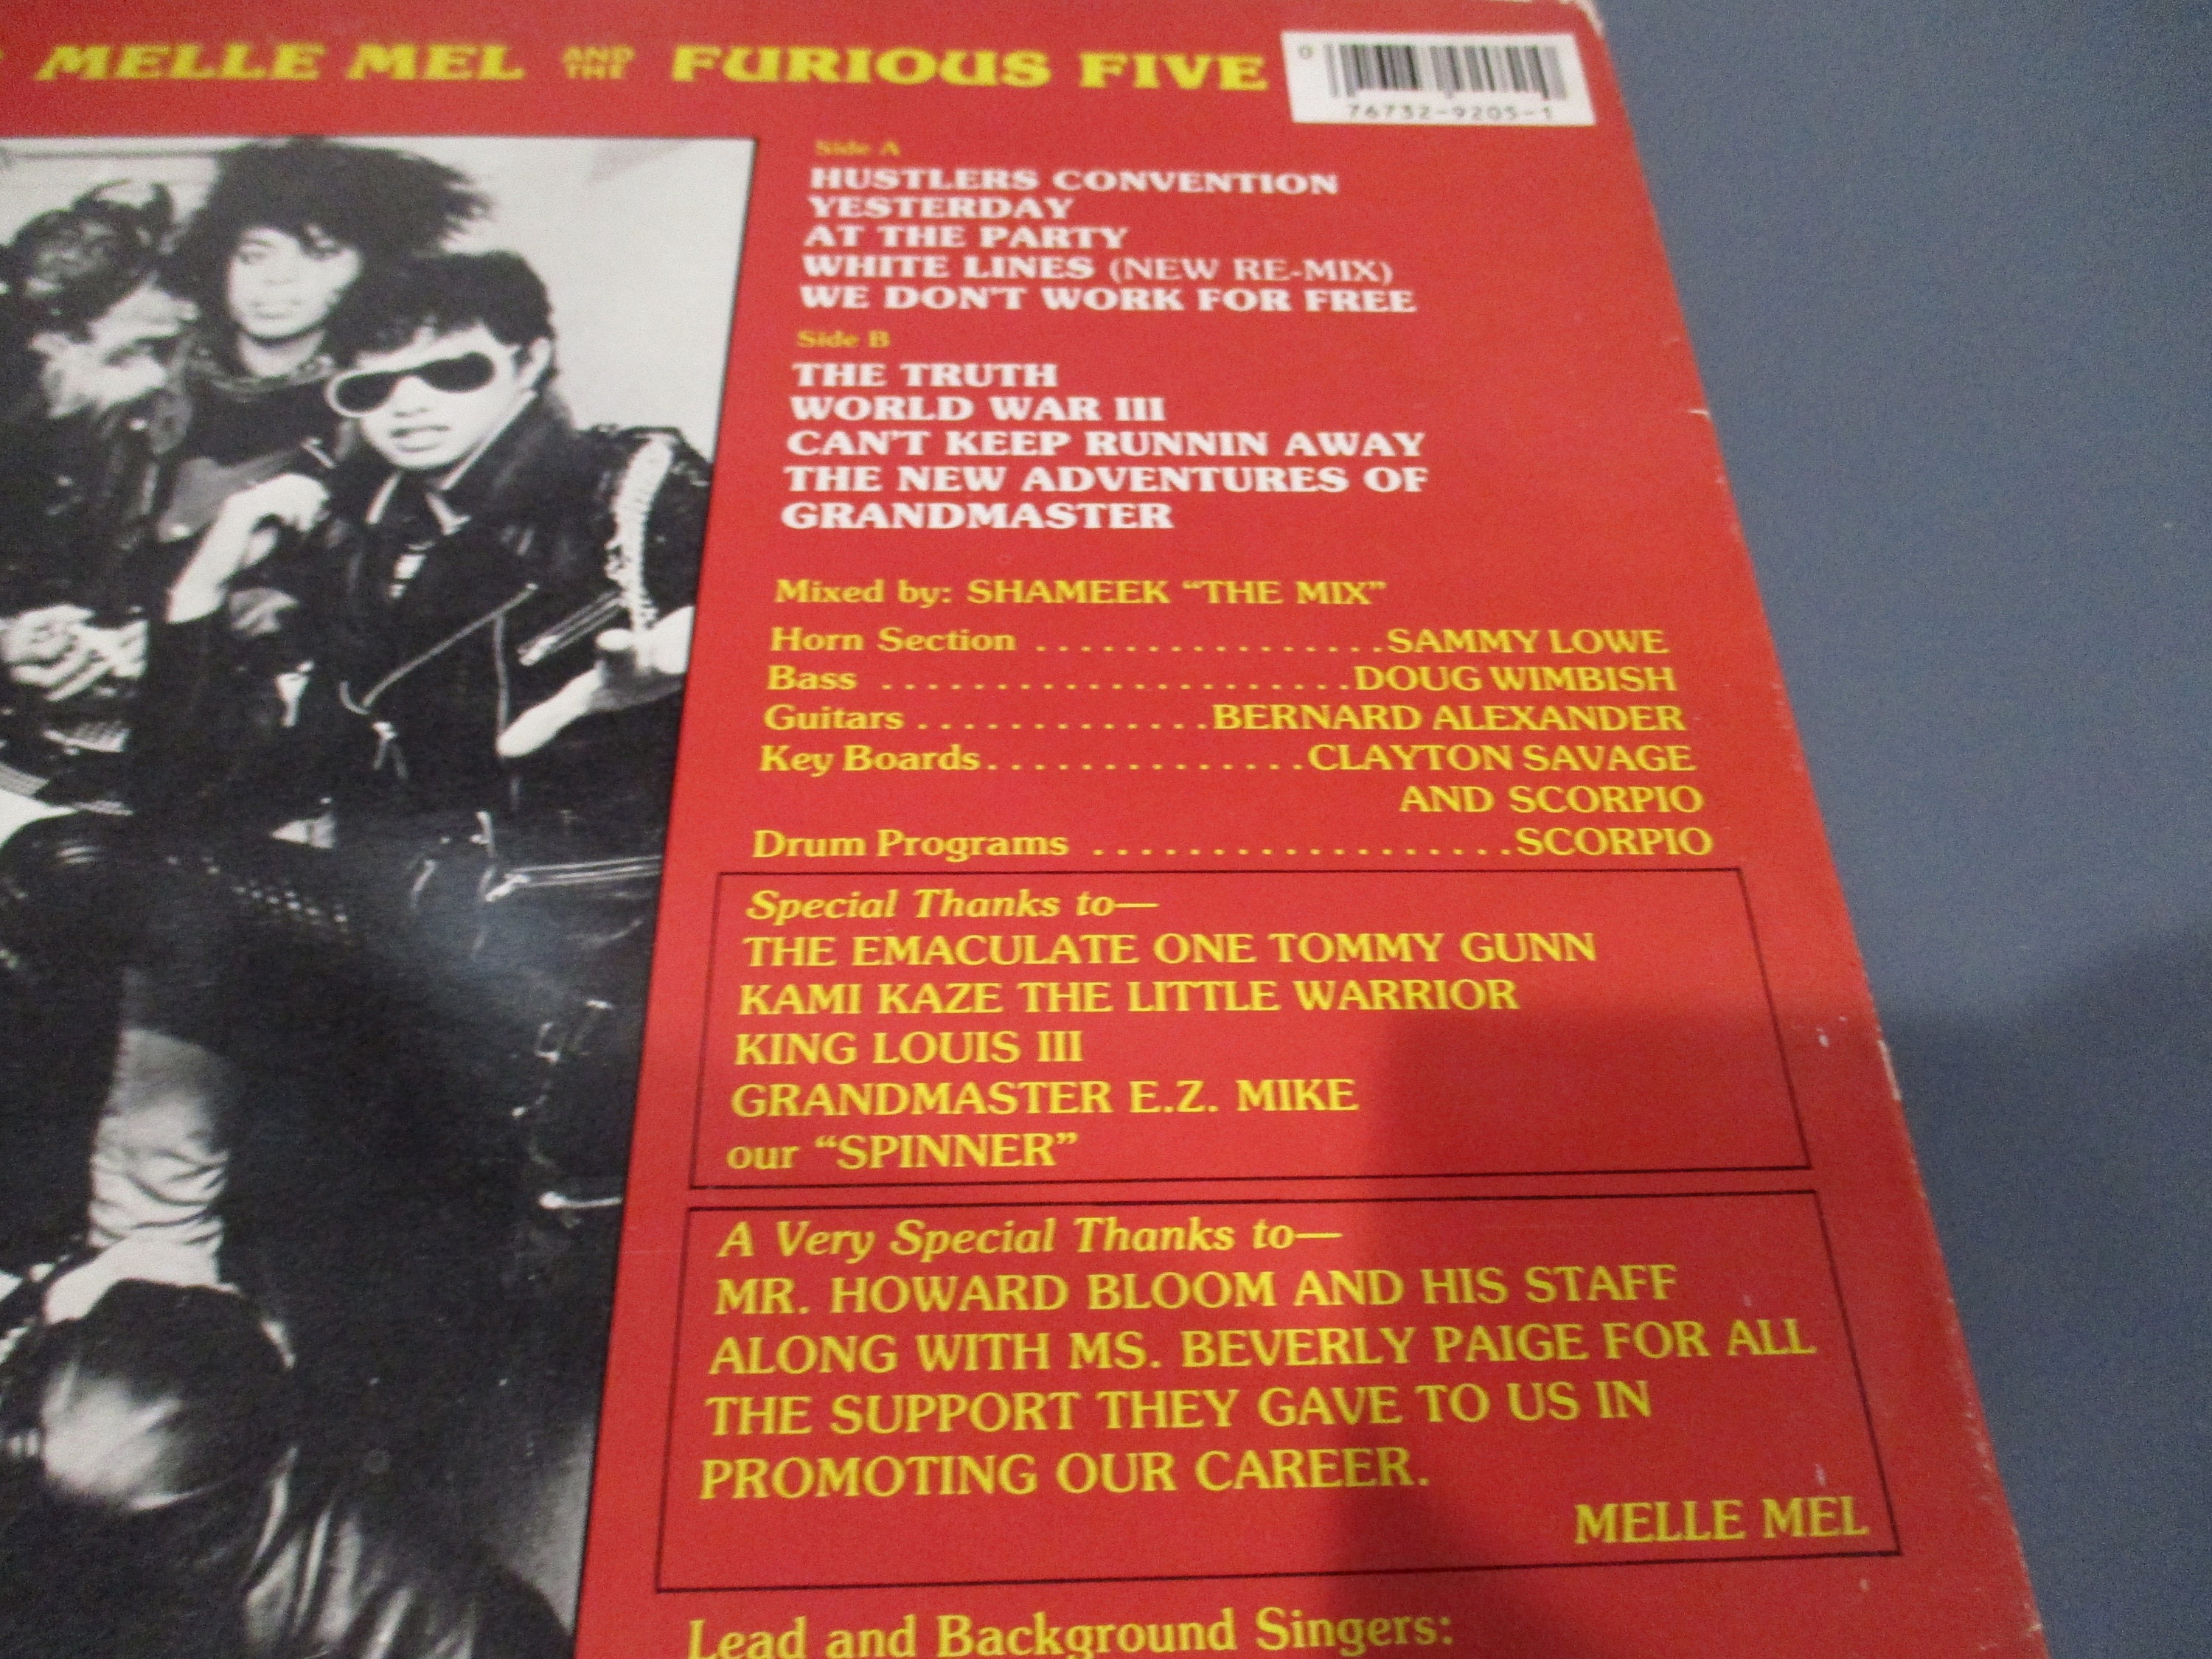 MELLE MEL AND THE FURIOUS FIVE
0
76732-9205-1
Side A
HUSTLERS CONVENTION
YESTERDAY
AT THE PARTY
WHITE LINES (NEW RE-MIX)
WE DON'T WORK FOR FREE
Side B
THE TRUTH
WORLD WAR III
CAN'T KEEP RUNNIN AWAY
THE NEW ADVENTURES OF
GRANDMASTER
Mixed by: SHAMEEK “THE MIX”
Horn Section ................SAMMY LOWE
Bass .....................DOUG WIMBISH
Guitars .............BERNARD ALEXANDER
Key Boards..............CLAYTON SAVAGE
AND SCORPIO
Drum Programs ...................SCORPIO
Special Thanks to—
THE EMACULATE ONE TOMMY GUNN
KAMI KAZE THE LITTLE WARRIOR
KING LOUIS III
GRANDMASTER E.Z. MIKE
our “SPINNER”
A Very Special Thanks to—
MR. HOWARD BLOOM AND HIS STAFF
ALONG WITH MS. BEVERLY PAIGE FOR ALL
THE SUPPORT THEY GAVE TO US IN
PROMOTING OUR CAREER.
MELLE MEL
Lead and Background Singers: